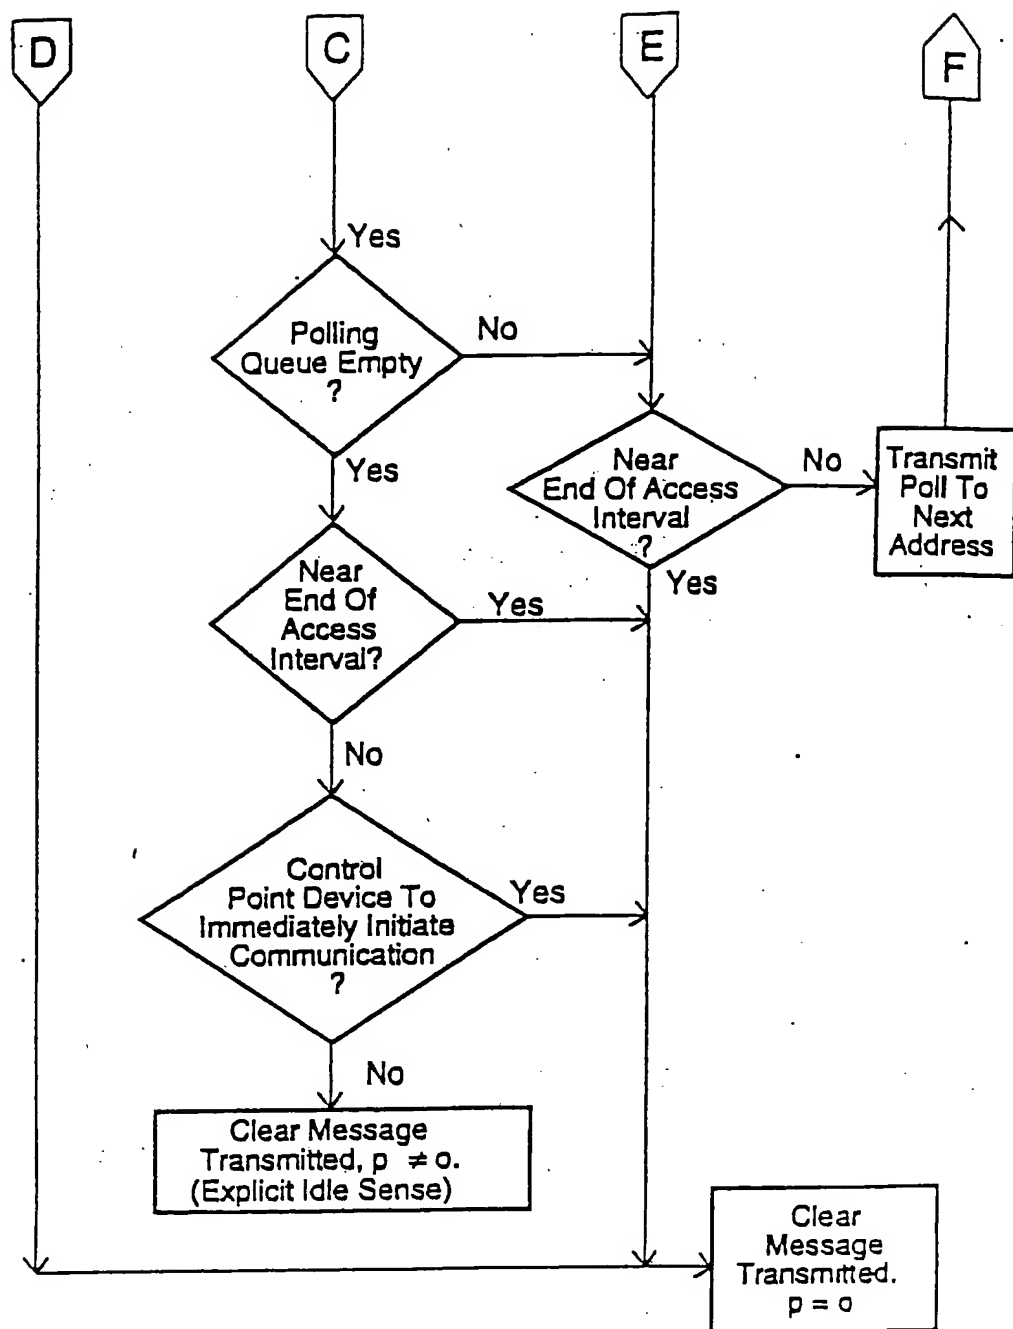 D
C
E
F
Yes
Polling
Queue Empty
?
No
Yes
Near
End Of Access
Interval
?
No
Transmit
Poll To
Next
Address
Yes
Near
End Of
Access
Interval?
Yes
No
Control
Point Device To
Immediately Initiate
Communication
?
Yes
No
Clear Message
Transmitted, p ≠ o.
(Explicit Idle Sense)
Clear
Message
Transmitted.
p = o